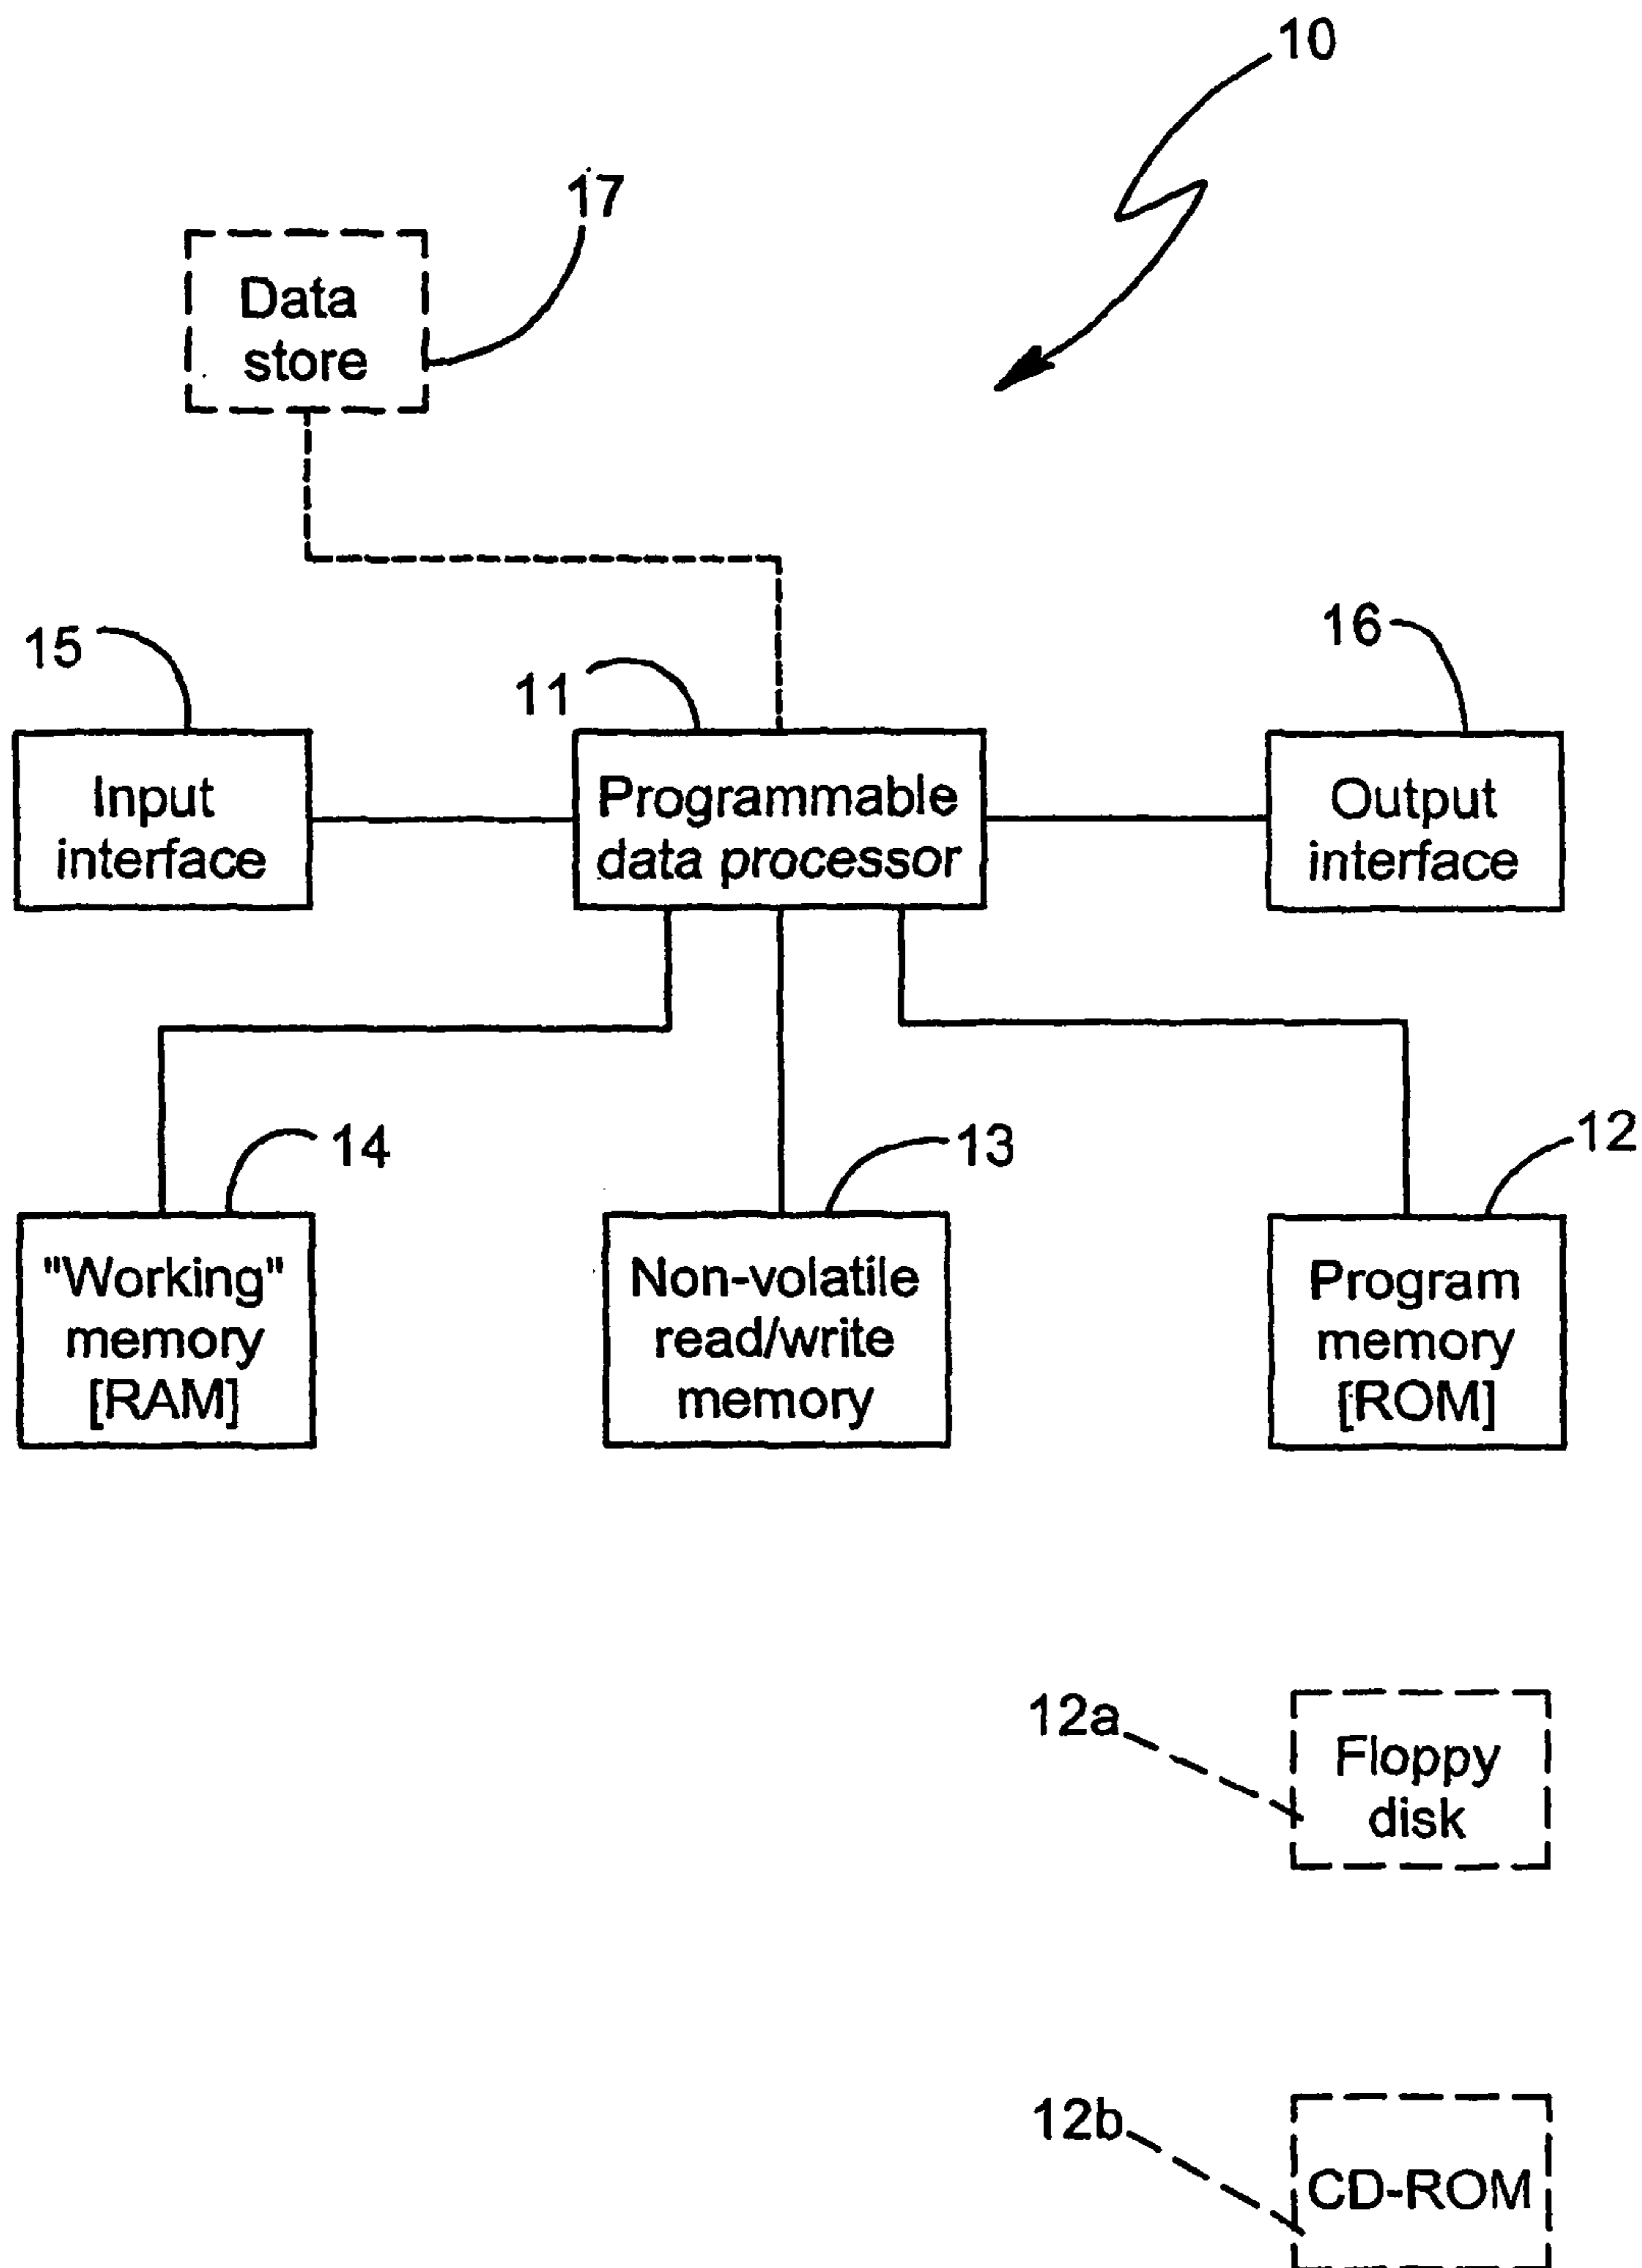 10
17
Data
store
15
11
16
Input
interface
Programmable
data processor
Output
interface
14
13
12
"Working"
memory
[RAM]
Non-volatile
read/write
memory
Program
memory
[ROM]
12a
Floppy
disk
12b
CD-ROM